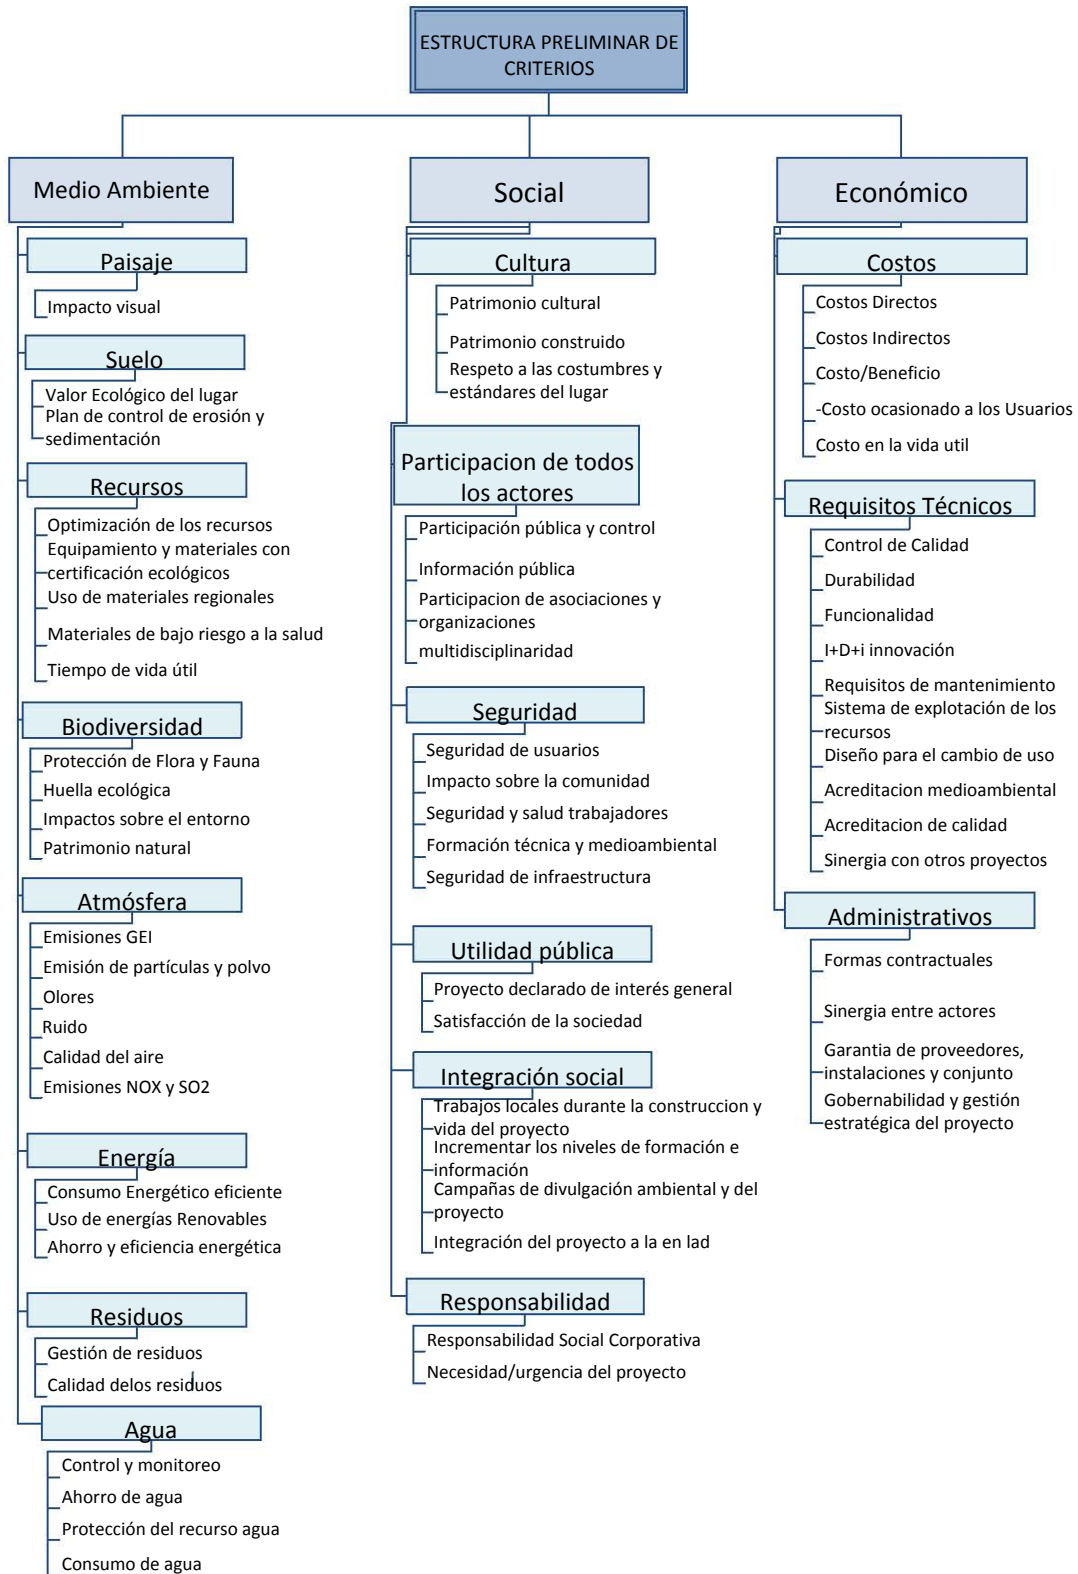 ESTRUCTURA PRELIMINAR DE
CRITERIOS
Medio Ambiente
Paisaje
Impacto visual
Suelo
Valor Ecológico del lugar
Plan de control de erosión y
sedimentación
Recursos
Optimización de los recursos
Equipamiento y materiales con
certificación ecológicos
Uso de materiales regionales
Materiales de bajo riesgo a la salud
Tiempo de vida útil
Biodiversidad
Protección de Flora y Fauna
Huella ecológica
Impactos sobre el entorno
Patrimonio natural
Atmósfera
Emisiones GEI
Emisión de partículas y polvo
Olores
Ruido
Calidad del aire
Emisiones NOX y SO2
Energía
Consumo Energético eficiente
Uso de energías Renovables
Ahorro y eficiencia energética
Residuos
Gestión de residuos
Calidad delos residuos
Agua
Control y monitoreo
Ahorro de agua
Protección del recurso agua
Consumo de agua
Social
Cultura
Patrimonio cultural
Patrimonio construido
Respeto a las costumbres y
estándares del lugar
Participacion de todos
los actores
Participación pública y control
Información pública
Participacion de asociaciones y
organizaciones
multidisciplinaridad
Seguridad
Seguridad de usuarios
Impacto sobre la comunidad
Seguridad y salud trabajadores
Formación técnica y medioambiental
Seguridad de infraestructura
Utilidad pública
Proyecto declarado de interés general
Satisfacción de la sociedad
Integración social
Trabajos locales durante la construccion y
vida del proyecto
Incrementar los niveles de formación e
información
Campañas de divulgación ambiental y del
proyecto
Integración del proyecto a la en lad
Responsabilidad
Responsabilidad Social Corporativa
Necesidad/urgencia del proyecto
Económico
Costos
Costos Directos
Costos Indirectos
Costo/Beneficio
-Costo ocasionado a los Usuarios
Costo en la vida util
Requisitos Técnicos
Control de Calidad
Durabilidad
Funcionalidad
I+D+i innovación
Requisitos de mantenimiento
Sistema de explotación de los
recursos
Diseño para el cambio de uso
Acreditacion medioambiental
Acreditacion de calidad
Sinergia con otros proyectos
Administrativos
Formas contractuales
Sinergia entre actores
Garantia de proveedores,
instalaciones y conjunto
Gobernabilidad y gestión
estratégica del proyecto